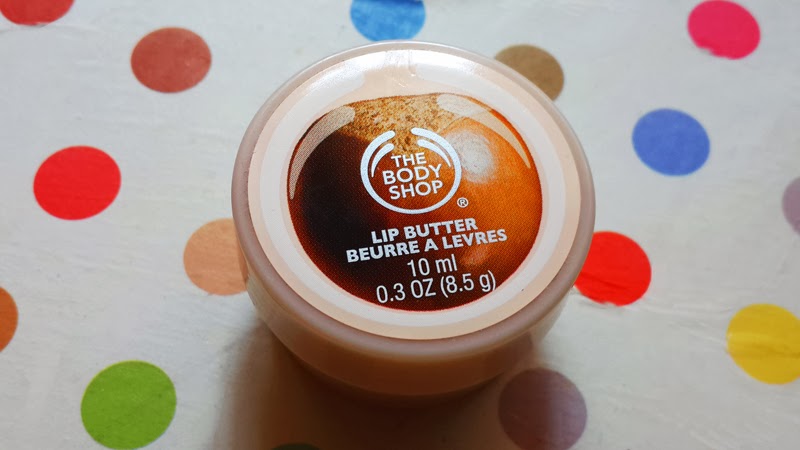 THE
BODY
SHOP
®
LIP BUTTER
BEURRE A LEVRES
10 ml
0.3 OZ (8.5 g)